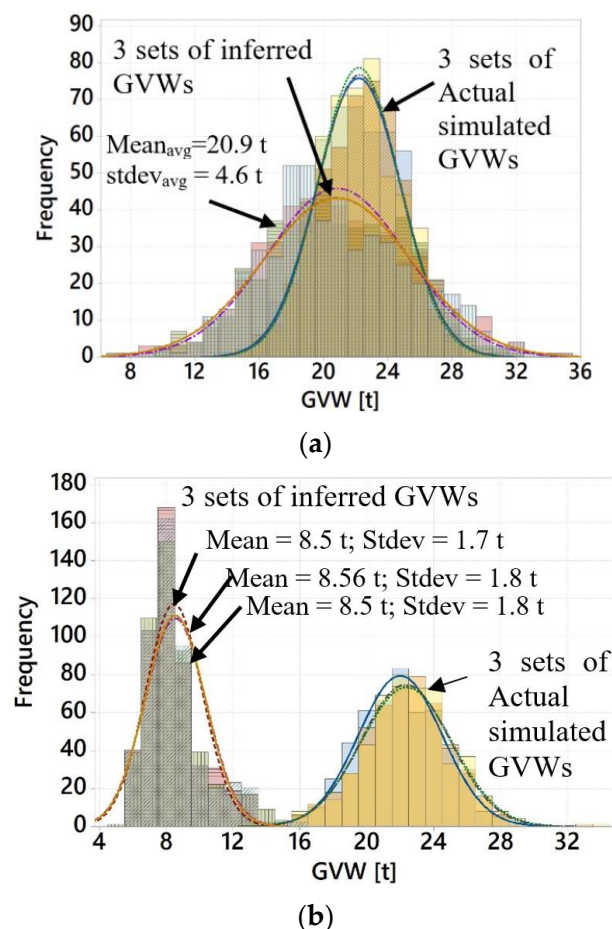 90
80
70
60
50
40
30
20
10
0
Frequency
3 sets of inferred
GVWs
3 sets of
Actual
simulated
GVWs
Mean_avg=20.9 t
stdev_avg = 4.6 t
8 12 16 20 24 28 32 36
GVW [t]
(a)
180
160
140
120
100
80
60
40
20
0
Frequency
3 sets of inferred GVWs
Mean = 8.5 t; Stdev = 1.7 t
Mean = 8.56 t; Stdev = 1.8 t
Mean = 8.5 t; Stdev = 1.8 t
3 sets of
Actual
simulated
GVWs
4 8 12 16 20 24 28 32
GVW [t]
(b)